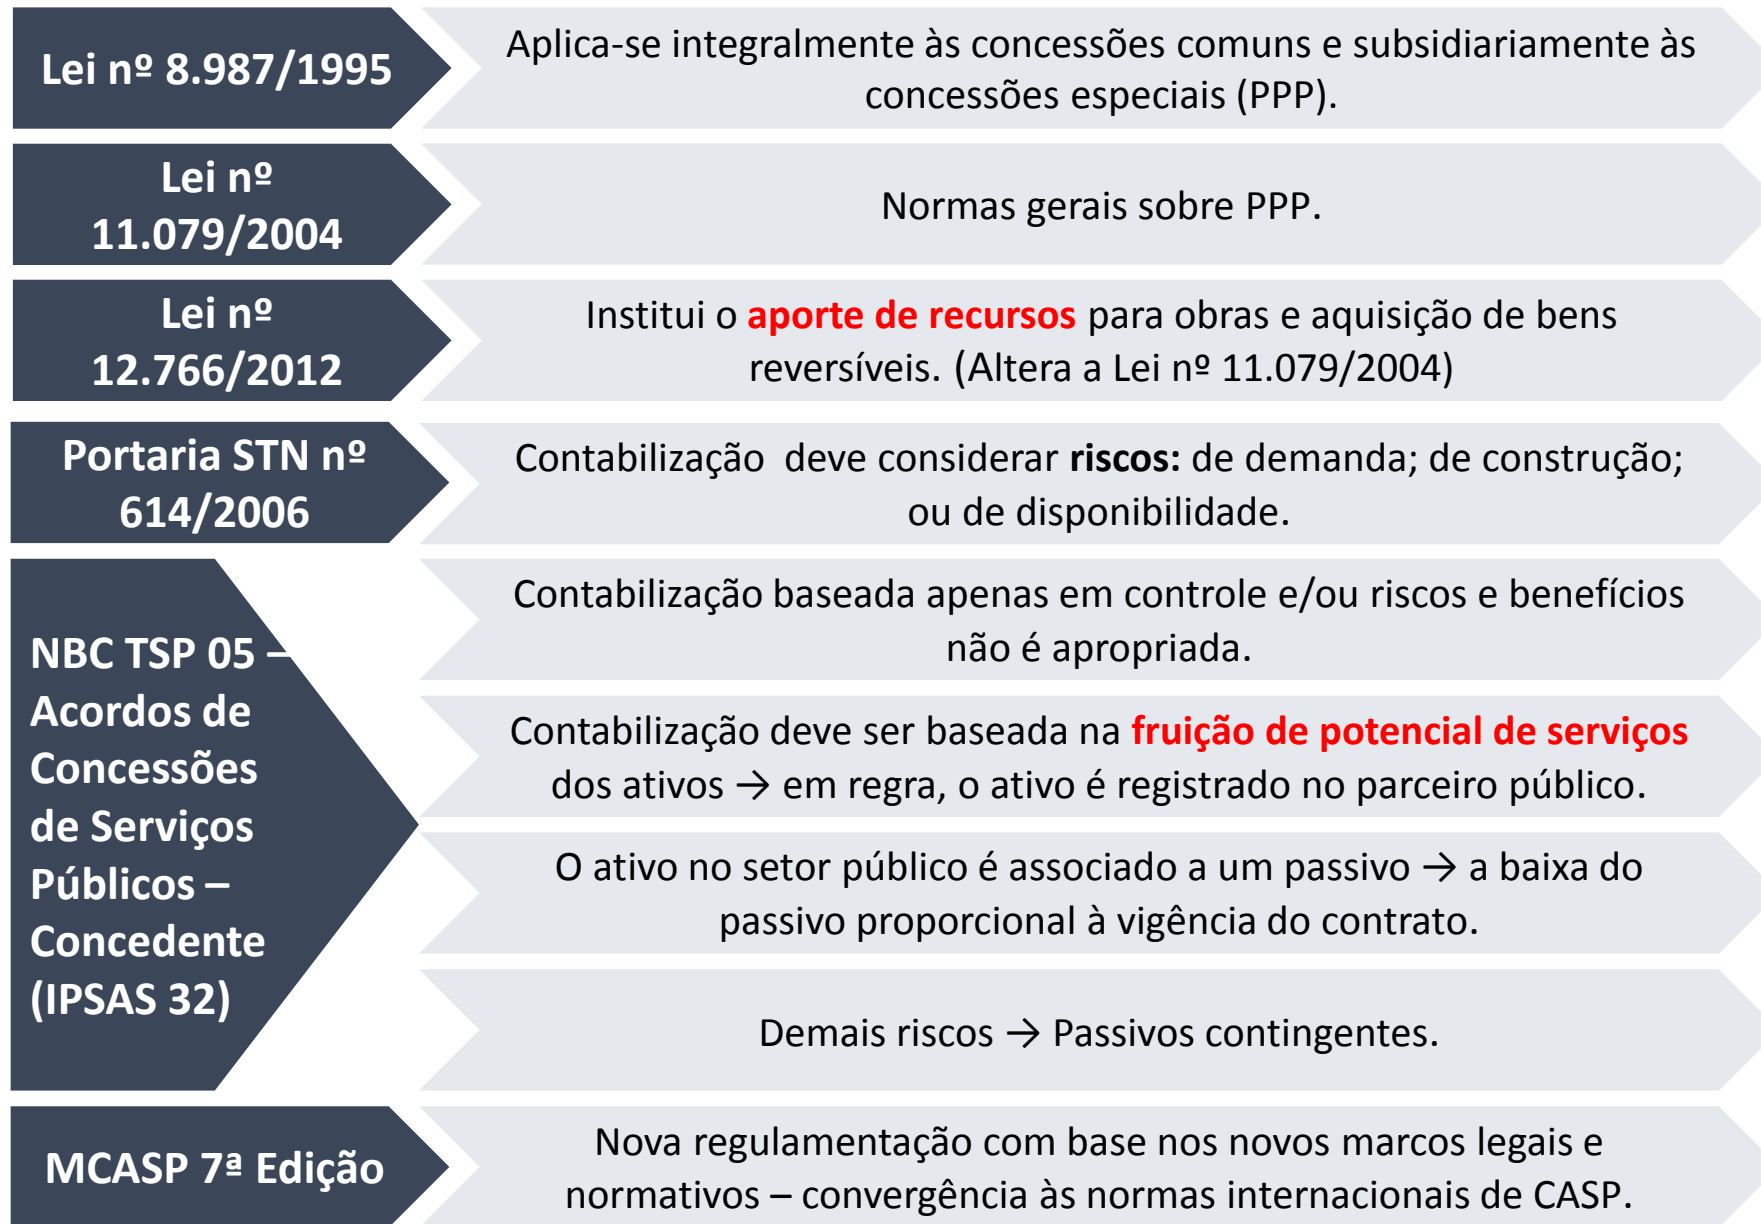 Lei nº 8.987/1995
Aplica-se integralmente às concessões comuns e subsidiariamente às
concessões especiais (PPP).
Lei nº
11.079/2004
Normas gerais sobre PPP.
Lei nº
12.766/2012
Institui o aporte de recursos para obras e aquisição de bens
reversíveis. (Altera a Lei nº 11.079/2004)
Portaria STN nº
614/2006
Contabilização deve considerar riscos: de demanda; de construção;
ou de disponibilidade.
NBC TSP 05 –
Acordos de
Concessões
de Serviços
Públicos –
Concedente
(IPSAS 32)
Contabilização baseada apenas em controle e/ou riscos e benefícios
não é apropriada.
Contabilização deve ser baseada na fruição de potencial de serviços
dos ativos → em regra, o ativo é registrado no parceiro público.
O ativo no setor público é associado a um passivo → a baixa do
passivo proporcional à vigência do contrato.
Demais riscos → Passivos contingentes.
MCASP 7ª Edição
Nova regulamentação com base nos novos marcos legais e
normativos – convergência às normas internacionais de CASP.